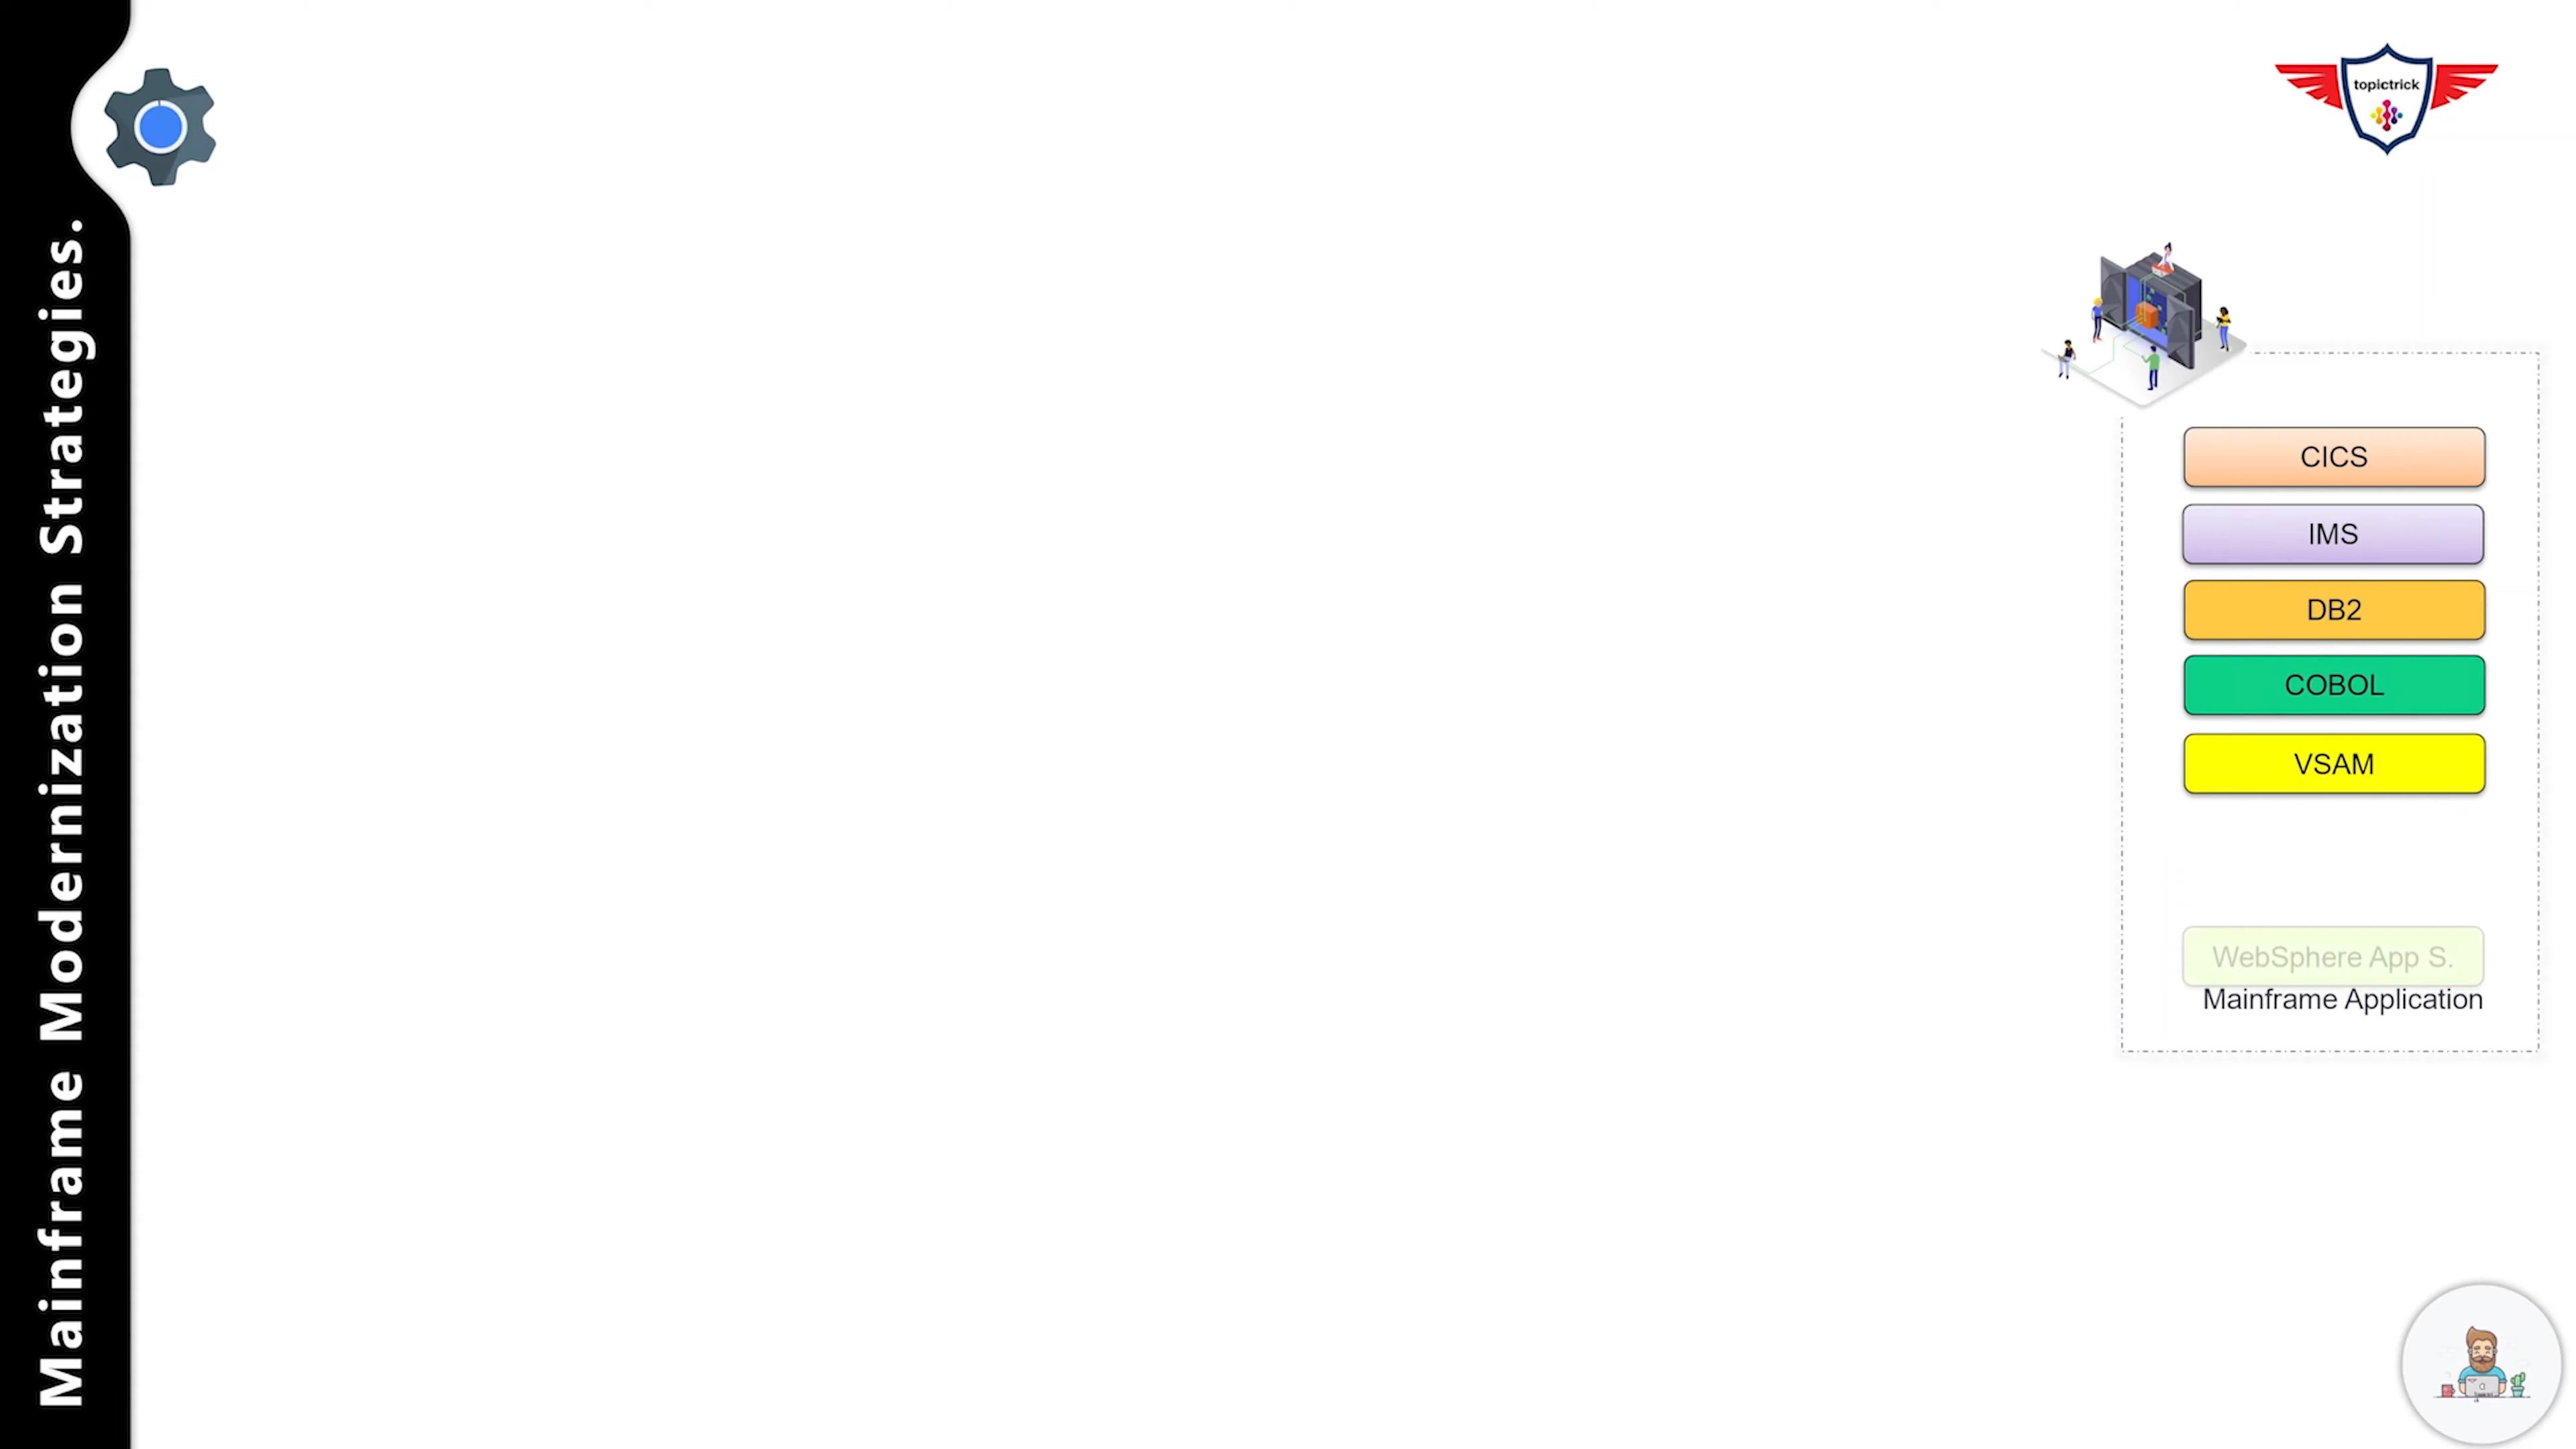 Mainframe Modernization Strategies.
topictrick
CICS
IMS
DB2
COBOL
VSAM
WebSphere App S.
Mainframe Application